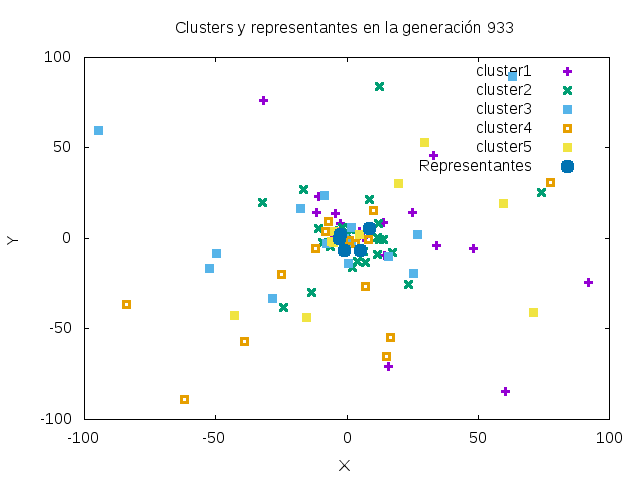 Clusters y representantes en la generación 933
cluster1
cluster2
cluster3
cluster4
cluster5
Representantes
100
50
0
-50
-100
Y
-100
-50
0
50
100
X